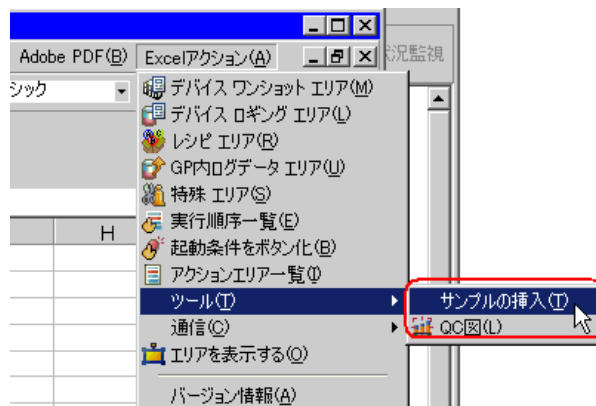 Adobe PDF(B) Excelアクション(A)
況監視
シック
デバイス ワンショット エリア(M)
デバイス ロギング エリア(L)
レシピ エリア(R)
GP内ログデータ エリア(U)
特殊 エリア(S)
実行順序一覧(E)
起動条件をボタン化(B)
アクションエリア一覧(I)
H
ツール(T)
サンプルの挿入(T)
通信(C)
QC図(L)
エリアを表示する(O)
バージョン情報(A)